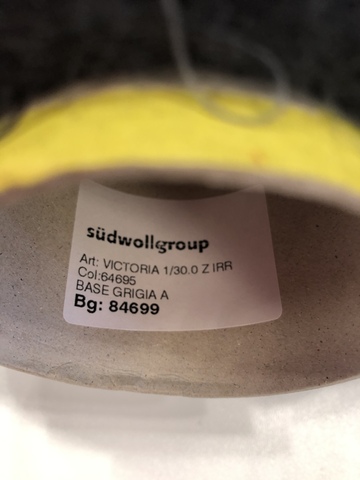 südwollgroup
Art: VICTORIA 1/30.0 Z IRR
Col:64695
BASE GRIGIA A
Bg: 84699